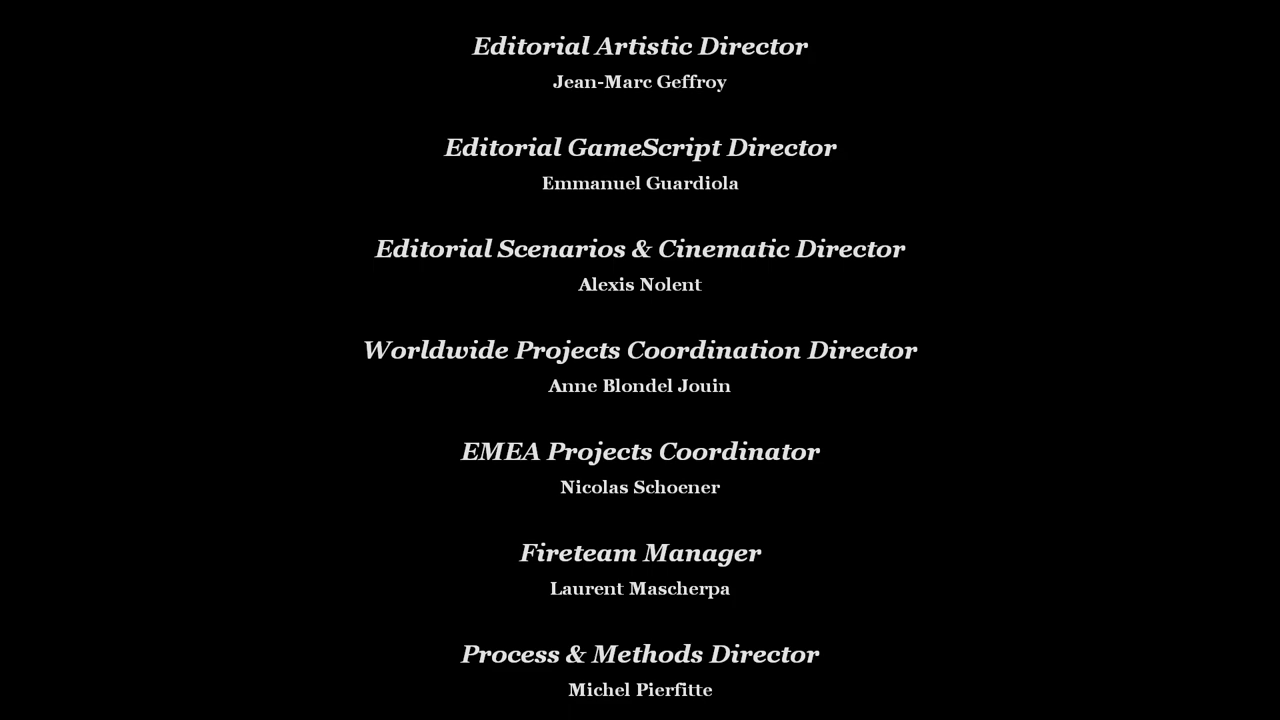 Editorial Artistic Director
Jean-Marc Geffroy
Editorial GameScript Director
Emmanuel Guardiola
Editorial Scenarios & Cinematic Director
Alexis Nolent
Worldwide Projects Coordination Director
Anne Blondel Jouin
EMEA Projects Coordinator
Nicolas Schoener
Fireteam Manager
Laurent Mascherpa
Process & Methods Director
Michel Pierfitte